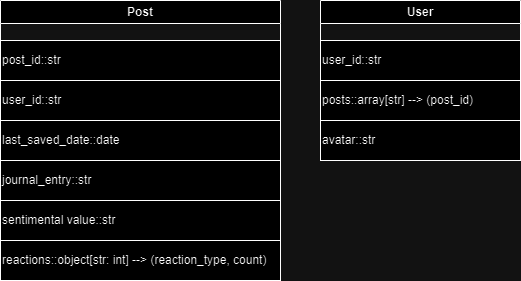 Post
post_id::str
user_id::str
last_saved_date::date
journal_entry::str
sentimental value::str
reactions::object[str: int] --> (reaction_type, count)
User
user_id::str
posts::array[str] --> (post_id)
avatar::str